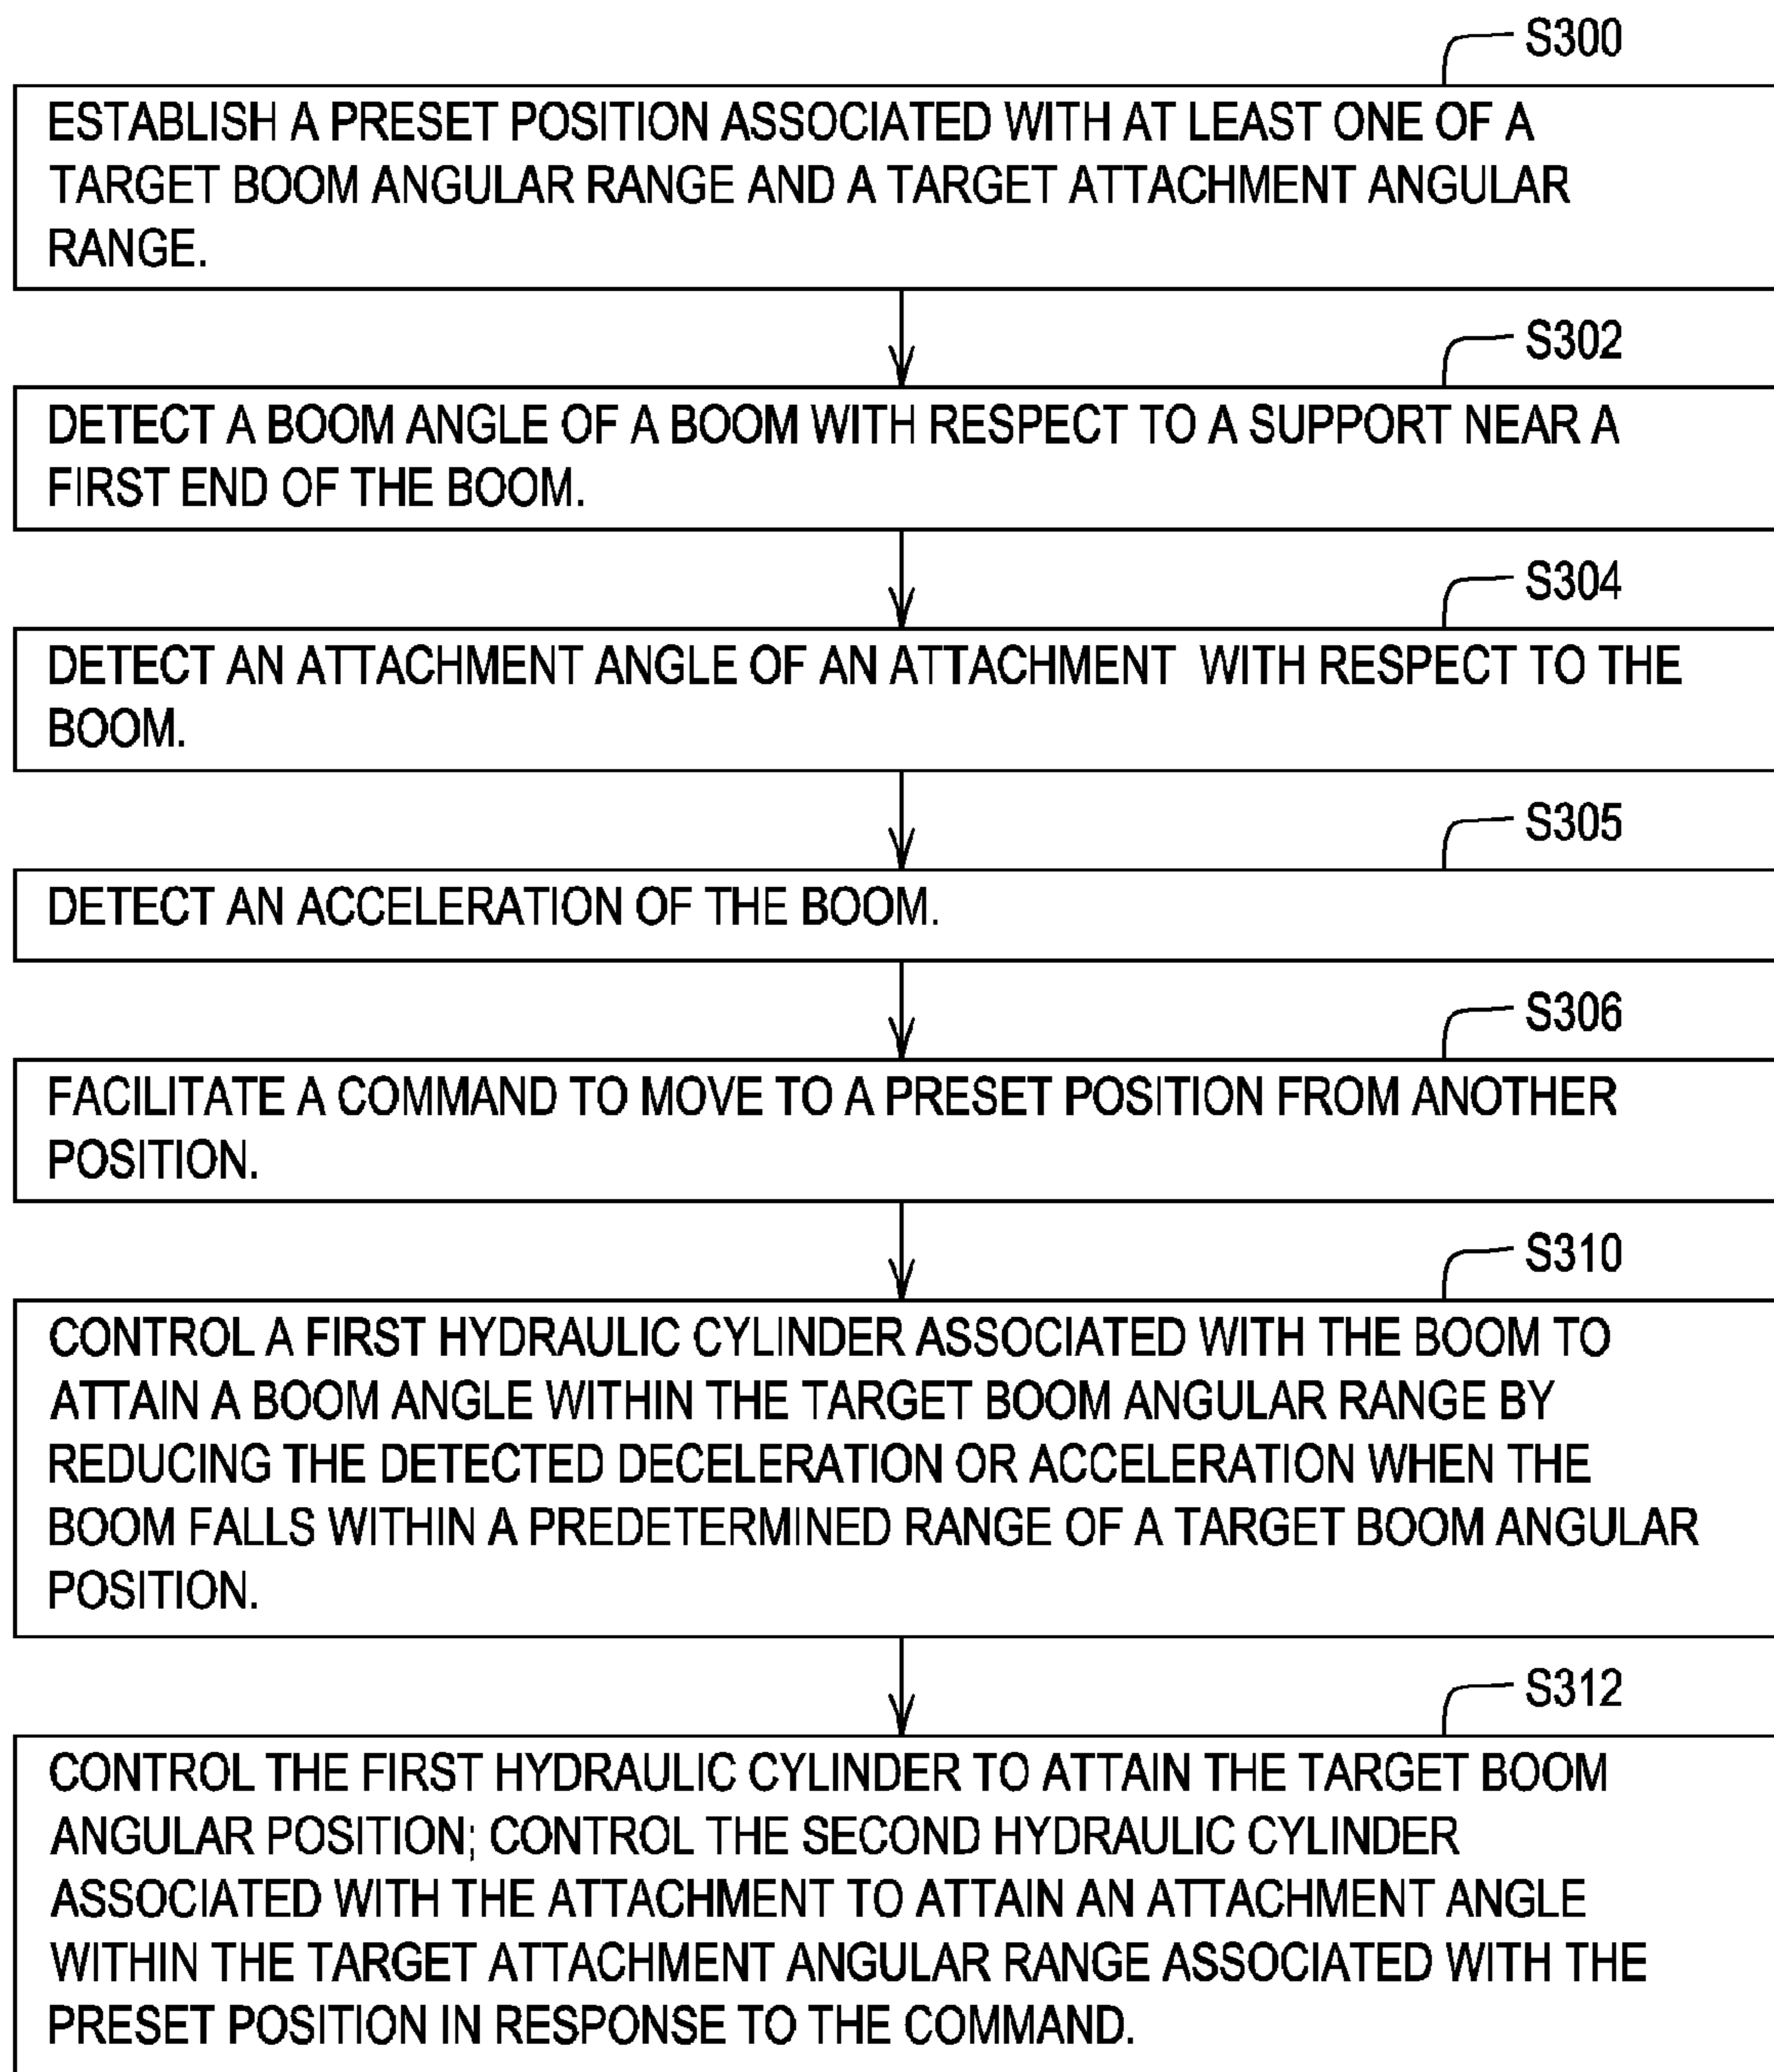 S300
ESTABLISH A PRESET POSITION ASSOCIATED WITH AT LEAST ONE OF A
TARGET BOOM ANGULAR RANGE AND A TARGET ATTACHMENT ANGULAR
RANGE.
S302
DETECT A BOOM ANGLE OF A BOOM WITH RESPECT TO A SUPPORT NEAR A
FIRST END OF THE BOOM.
S304
DETECT AN ATTACHMENT ANGLE OF AN ATTACHMENT WITH RESPECT TO THE
BOOM.
S305
DETECT AN ACCELERATION OF THE BOOM.
S306
FACILITATE A COMMAND TO MOVE TO A PRESET POSITION FROM ANOTHER
POSITION.
S310
CONTROL A FIRST HYDRAULIC CYLINDER ASSOCIATED WITH THE BOOM TO
ATTAIN A BOOM ANGLE WITHIN THE TARGET BOOM ANGULAR RANGE BY
REDUCING THE DETECTED DECELERATION OR ACCELERATION WHEN THE
BOOM FALLS WITHIN A PREDETERMINED RANGE OF A TARGET BOOM ANGULAR
POSITION.
S312
CONTROL THE FIRST HYDRAULIC CYLINDER TO ATTAIN THE TARGET BOOM
ANGULAR POSITION; CONTROL THE SECOND HYDRAULIC CYLINDER
ASSOCIATED WITH THE ATTACHMENT TO ATTAIN AN ATTACHMENT ANGLE
WITHIN THE TARGET ATTACHMENT ANGULAR RANGE ASSOCIATED WITH THE
PRESET POSITION IN RESPONSE TO THE COMMAND.